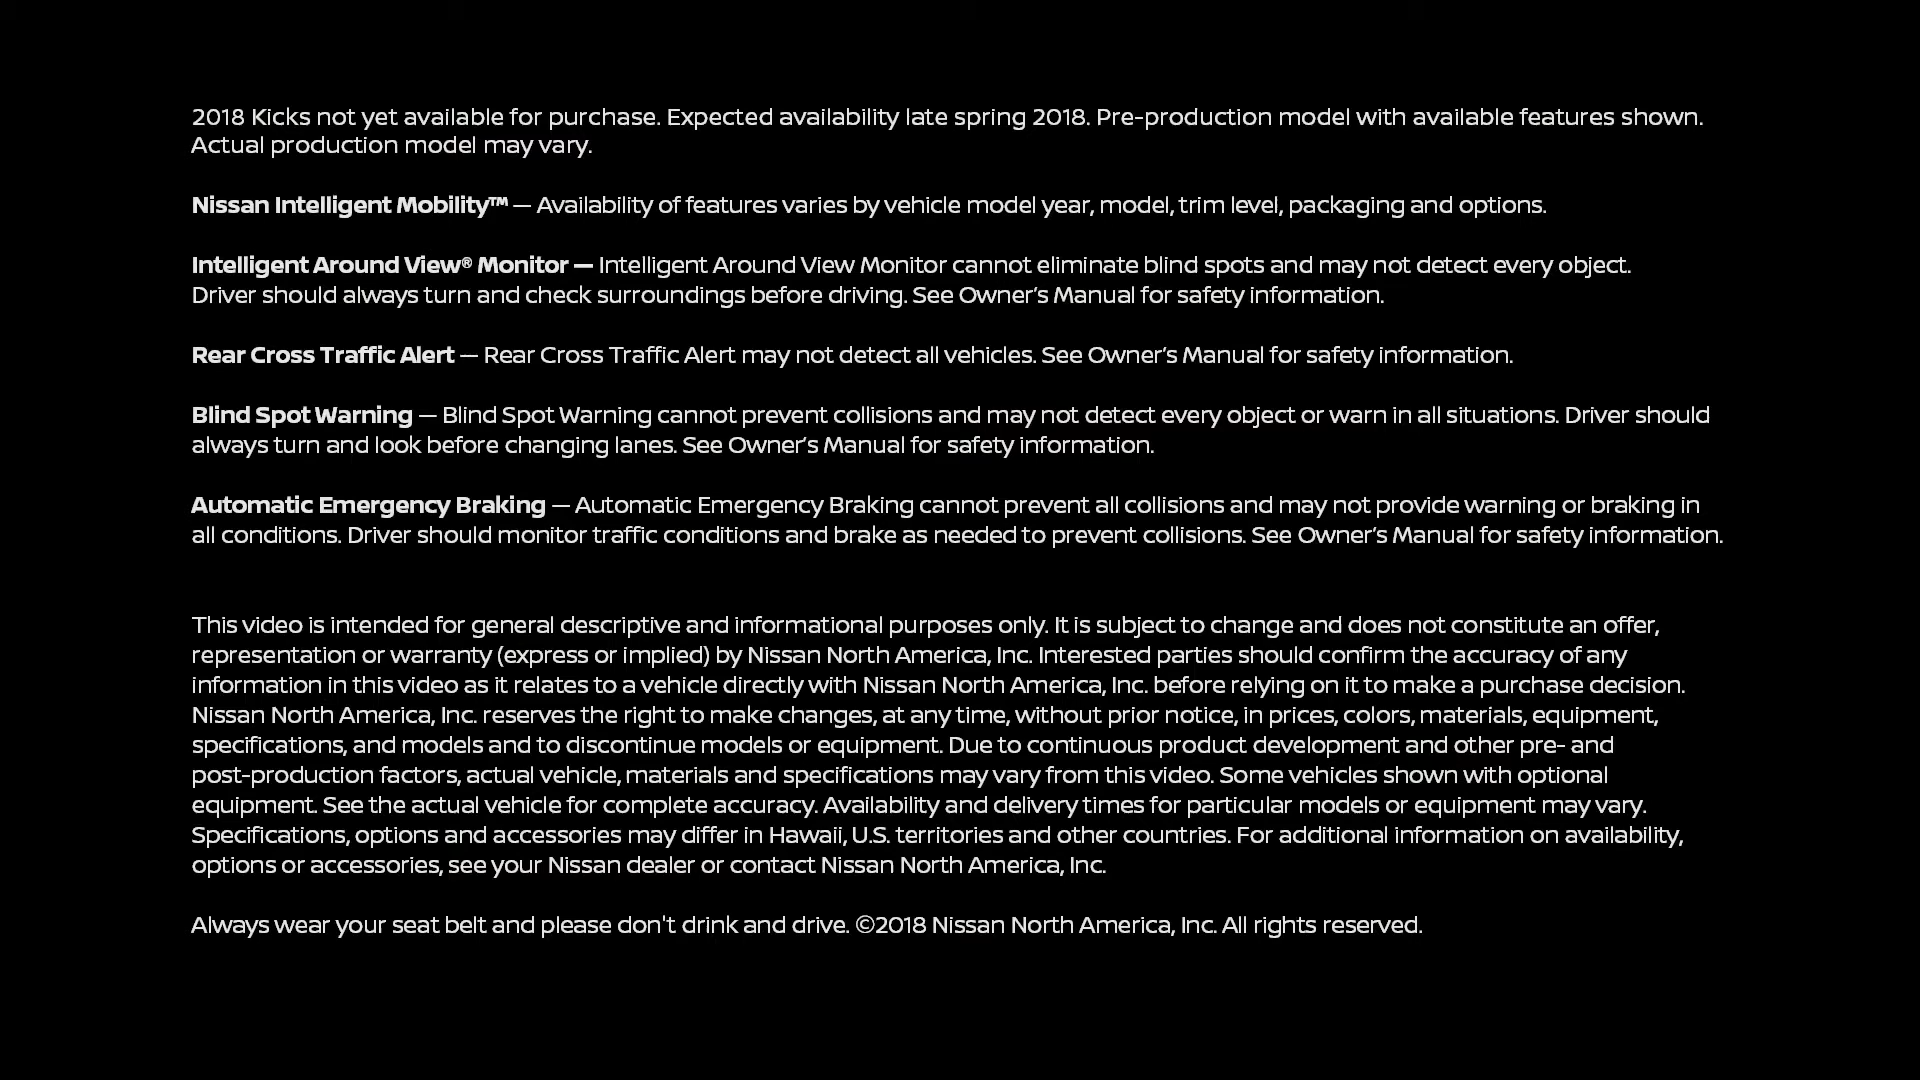 2018 Kicks not yet available for purchase. Expected availability late spring 2018. Pre-production model with available features shown.
Actual production model may vary.
Nissan Intelligent Mobility™ — Availability of features varies by vehicle model year, model, trim level, packaging and options.
Intelligent Around View® Monitor — Intelligent Around View Monitor cannot eliminate blind spots and may not detect every object.
Driver should always turn and check surroundings before driving. See Owner’s Manual for safety information.
Rear Cross Traffic Alert — Rear Cross Traffic Alert may not detect all vehicles. See Owner’s Manual for safety information.
Blind Spot Warning — Blind Spot Warning cannot prevent collisions and may not detect every object or warn in all situations. Driver should
always turn and look before changing lanes. See Owner’s Manual for safety information.
Automatic Emergency Braking — Automatic Emergency Braking cannot prevent all collisions and may not provide warning or braking in
all conditions. Driver should monitor traffic conditions and brake as needed to prevent collisions. See Owner’s Manual for safety information.
This video is intended for general descriptive and informational purposes only. It is subject to change and does not constitute an offer,
representation or warranty (express or implied) by Nissan North America, Inc. Interested parties should confirm the accuracy of any
information in this video as it relates to a vehicle directly with Nissan North America, Inc. before relying on it to make a purchase decision.
Nissan North America, Inc. reserves the right to make changes, at any time, without prior notice, in prices, colors, materials, equipment,
specifications, and models and to discontinue models or equipment. Due to continuous product development and other pre- and
post-production factors, actual vehicle, materials and specifications may vary from this video. Some vehicles shown with optional
equipment. See the actual vehicle for complete accuracy. Availability and delivery times for particular models or equipment may vary.
Specifications, options and accessories may differ in Hawaii, U.S. territories and other countries. For additional information on availability,
options or accessories, see your Nissan dealer or contact Nissan North America, Inc.
Always wear your seat belt and please don't drink and drive. ©2018 Nissan North America, Inc. All rights reserved.